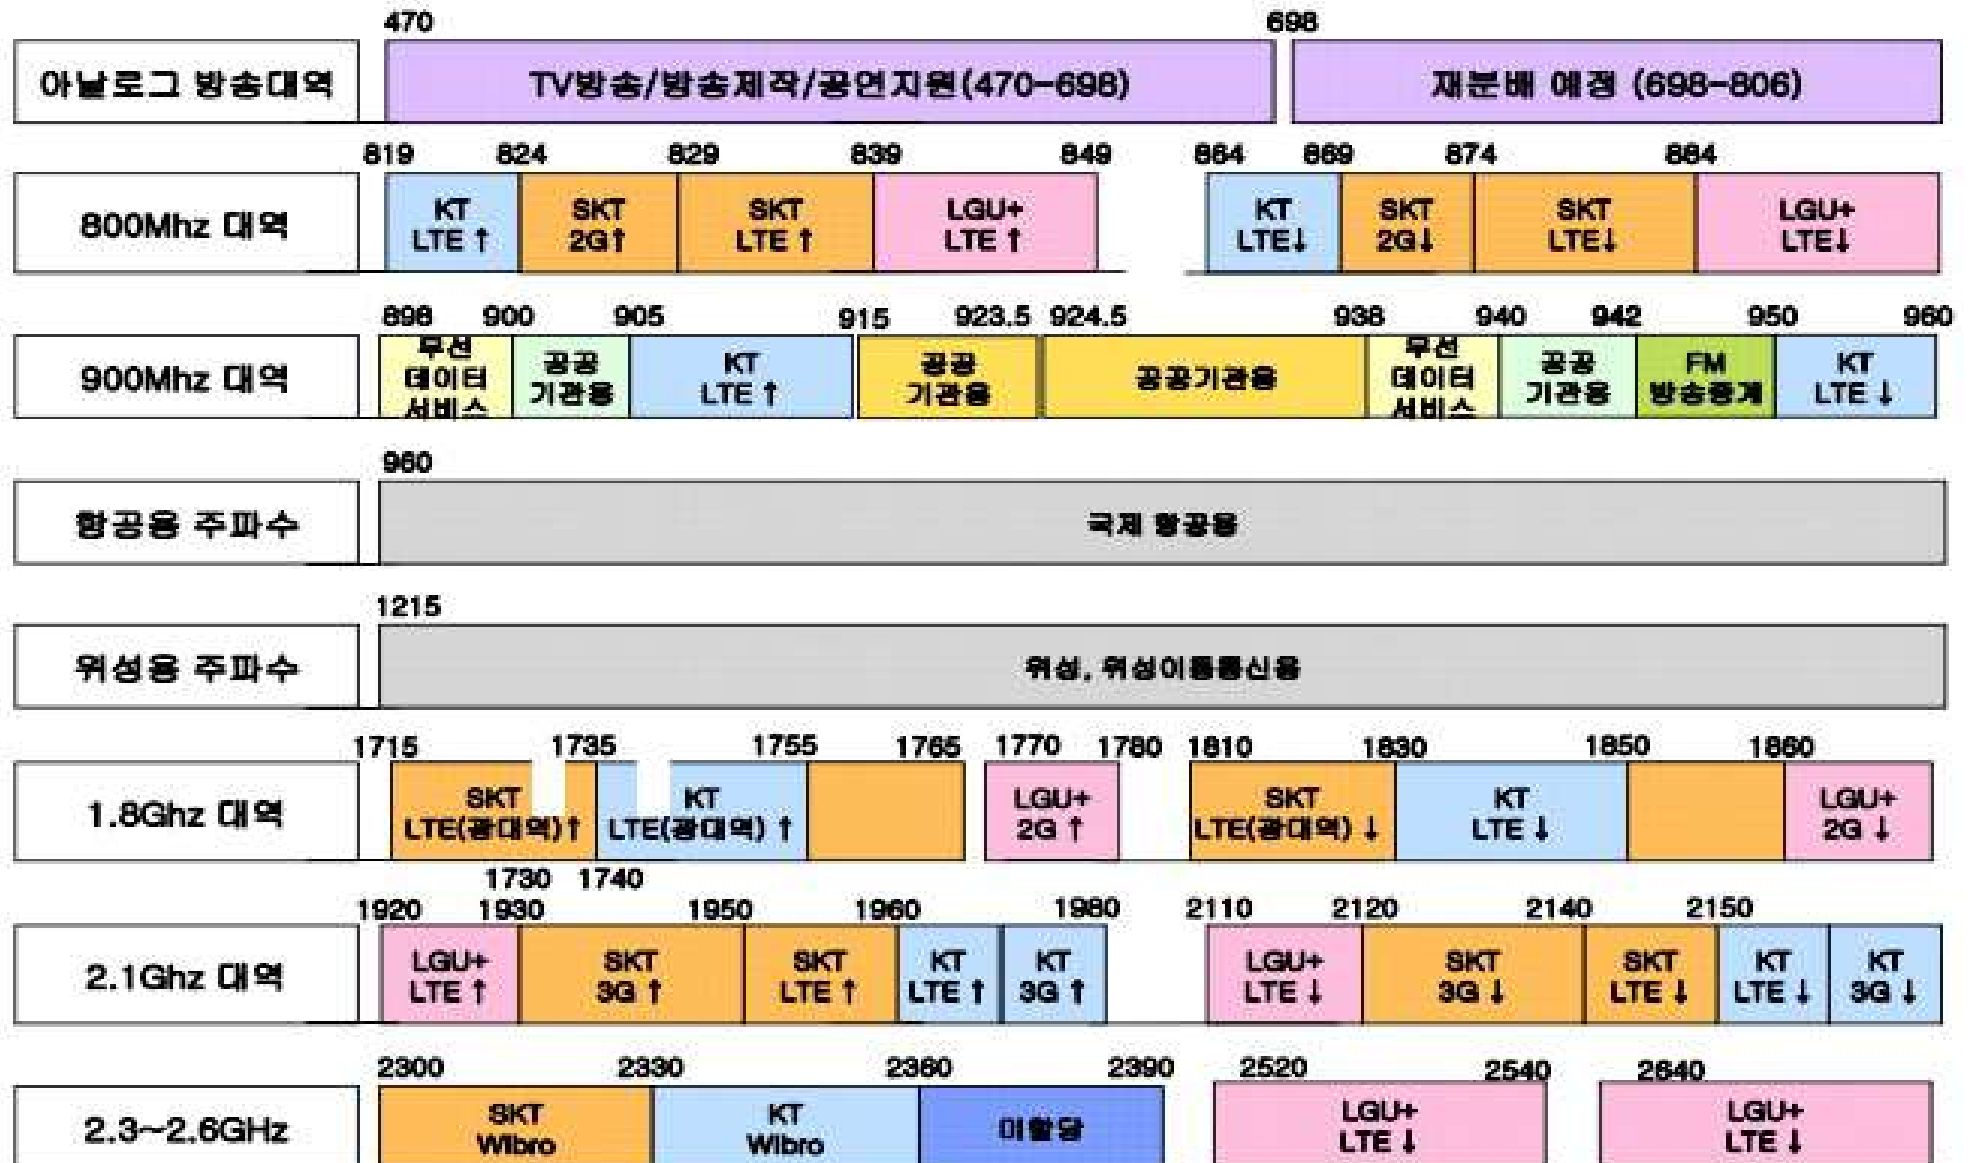 470 698
아날로그 방송대역 TV방송/방송제작/공연지원(470-698) 재분배 예정 (698-806)
819 824 829 839 849 864 869 874 884
KT SKT SKT LGU+ KT SKT SKT LGU+
800Mhz 대역
LTE↑ 2G↑ LTE↑ LTE↑ LTE↓ 2G↓ LTE↓ LTE↓
898 900 905 915 923.5 924.5 938 940 942 950 960
무선 무선
공공 KT 공공 공공 FM KT
900Mhz 대역 데이터 공공기관용 데이터
기관용 LTE↑ 기관용 기관용 방송중계 LTE↓
서비스 서비스
960
항공용 주파수 국제 항공용
1215
위성용 주파수 위성, 위성이동통신용
1715 1735 1755 1765 1770 1780 1810 1830 1850 1860
SKT KT LGU+ SKT KT LGU+
1.8Ghz 대역
LTE(광대역)↑ LTE(광대역)↑ 2G↑ LTE(광대역)↓ LTE↓ 2G↓
1730 1740
1920 1930 1950 1960 1980 2110 2120 2140 2150
LGU+ SKT SKT KT KT LGU+ SKT SKT KT KT
2.1Ghz 대역
LTE↑ 3G↑ LTE↑ LTE↑ 3G↑ LTE↓ 3G↓ LTE↓ LTE↓ 3G↓
2300 2330 2360 2390 2520 2540 2640
SKT KT LGU+ LGU+
2.3~2.6GHz 미할당
Wibro Wibro LTE↓ LTE↓